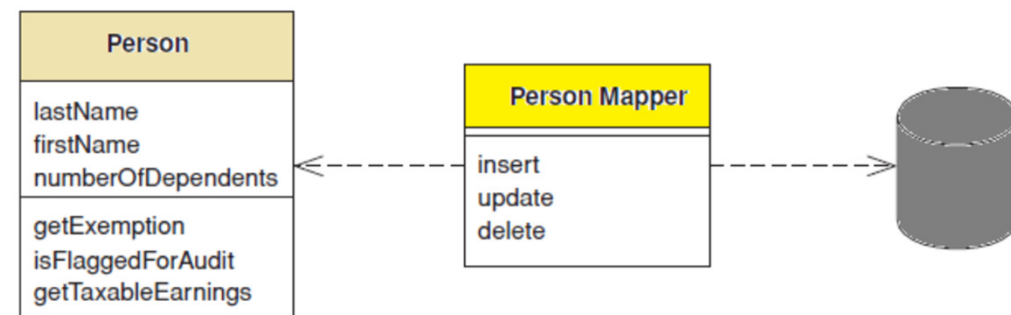 Person
lastName
firstName
numberOfDependents
getExemption
isFlaggedForAudit
getTaxableEarnings
Person Mapper
insert
update
delete